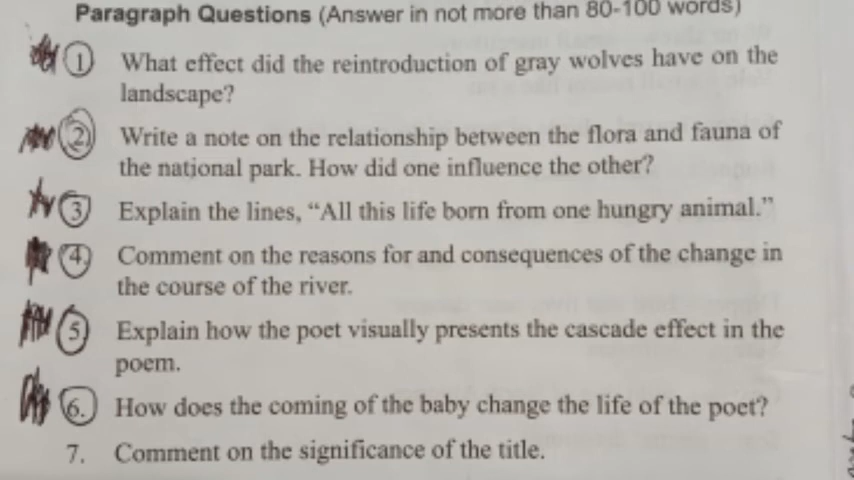 Paragraph Questions (Answer in not more than 80-100 words)
1 What effect did the reintroduction of gray wolves have on the
landscape?
2 Write a note on the relationship between the flora and fauna of
the national park. How did one influence the other?
3 Explain the lines, “All this life born from one hungry animal.”
4 Comment on the reasons for and consequences of the change in
the course of the river.
5 Explain how the poet visually presents the cascade effect in the
poem.
6. How does the coming of the baby change the life of the poet?
7. Comment on the significance of the title.